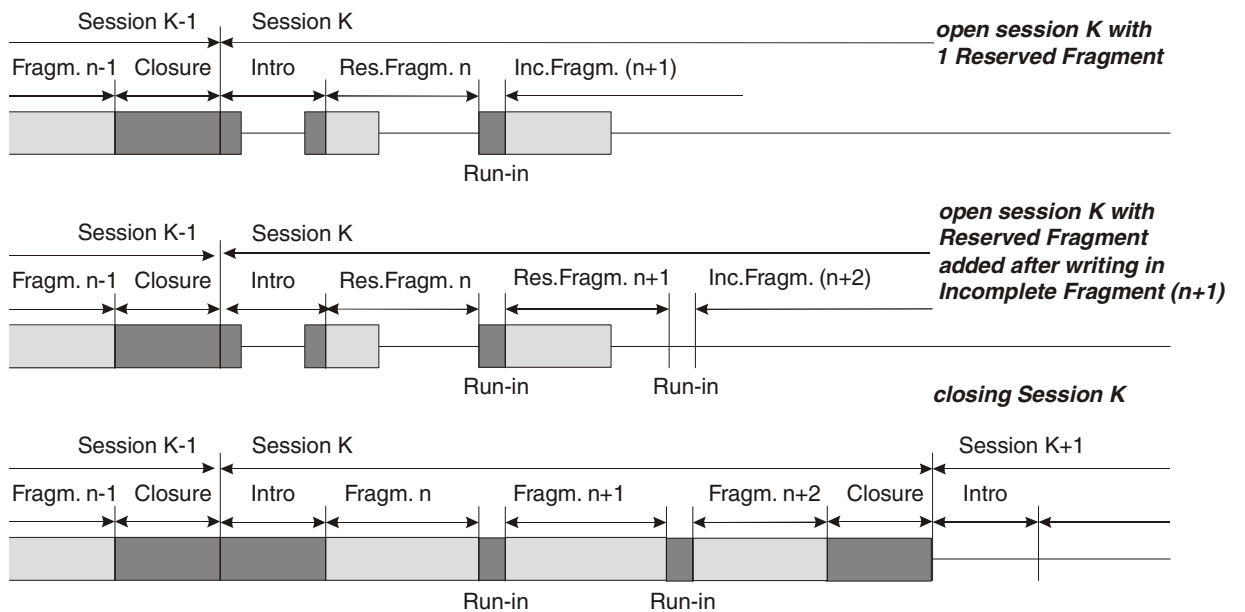 Session K-1 Session K open session K with
1 Reserved Fragment
Fragm. n-1 Closure Intro Res.Fragm. n Inc.Fragm. (n+1)
Run-in
open session K with
Session K-1 Session K Reserved Fragment
added after writing in
Fragm. n-1 Closure Intro Res.Fragm. n Res.Fragm. n+1 Inc.Fragm. (n+2) Incomplete Fragment (n+1)
Run-in Run-in
closing Session K
Session K-1 Session K Session K+1
Fragm. n-1 Closure Intro Fragm. n Fragm. n+1 Fragm. n+2 Closure Intro
Run-in Run-in